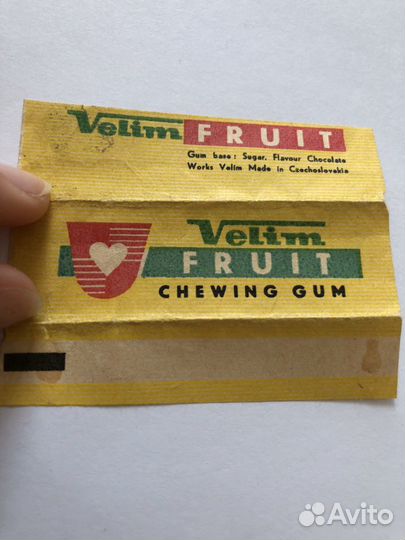 Velim FRUIT
Gum base: Sugar, Flavour Chocolate
Works Velim Made in Czechoslovakia
Velim
FRUIT
CHEWING GUM
Avito